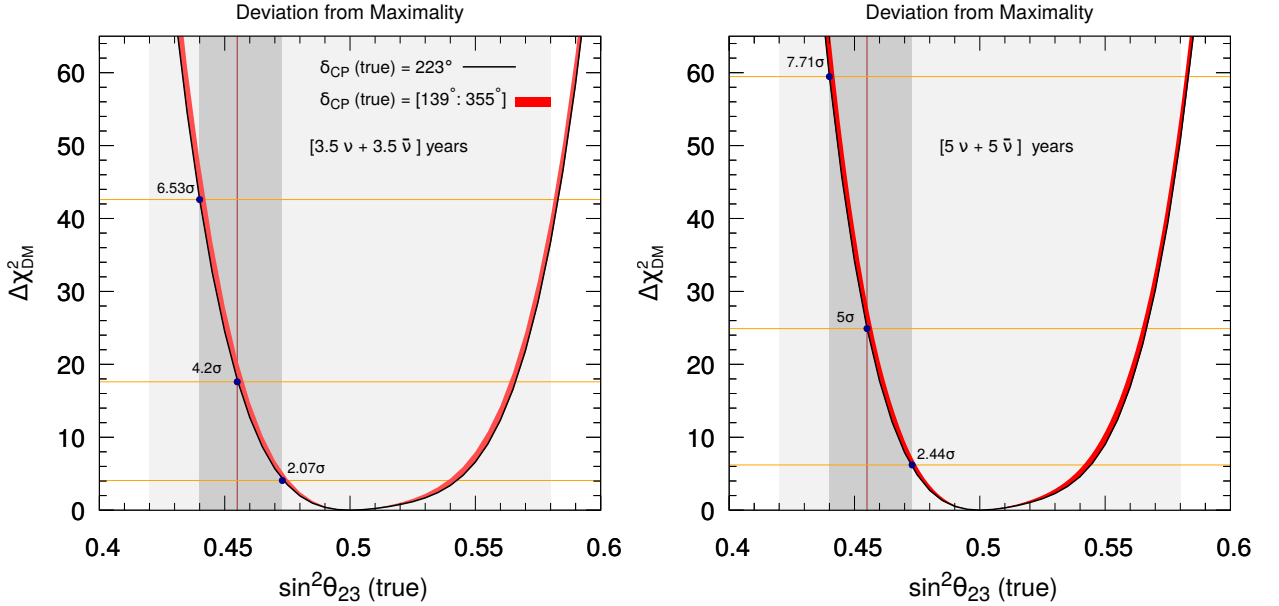 Deviation from Maximality
δCP (true) = 223°
δCP (true) = [139°: 355°]
[3.5 ν + 3.5 ν̄ ] years
6.53σ
4.2σ
2.07σ
60
50
40
30
20
10
0
Δχ²DM
0.4 0.45 0.5 0.55 0.6
sin²θ23 (true)
Deviation from Maximality
[5 ν + 5 ν̄ ] years
7.71σ
5σ
2.44σ
60
50
40
30
20
10
0
Δχ²DM
0.4 0.45 0.5 0.55 0.6
sin²θ23 (true)